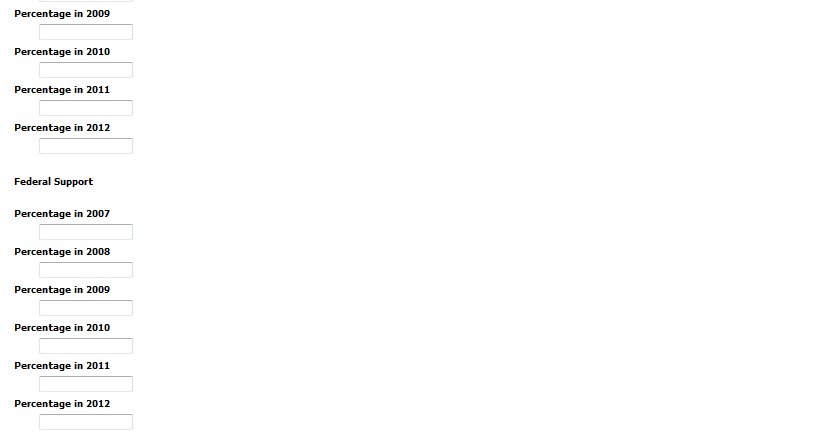 Percentage in 2009
Percentage in 2010
Percentage in 2011
Percentage in 2012
Federal Support
Percentage in 2007
Percentage in 2008
Percentage in 2009
Percentage in 2010
Percentage in 2011
Percentage in 2012